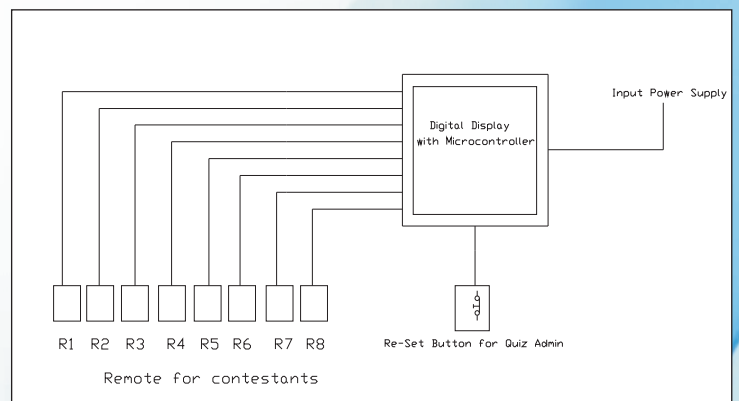 Input Power Supply
Digital Display
with Microcontroller
R1 R2 R3 R4 R5 R6 R7 R8
Re-Set Button for Quiz Admin
Remote for contestants